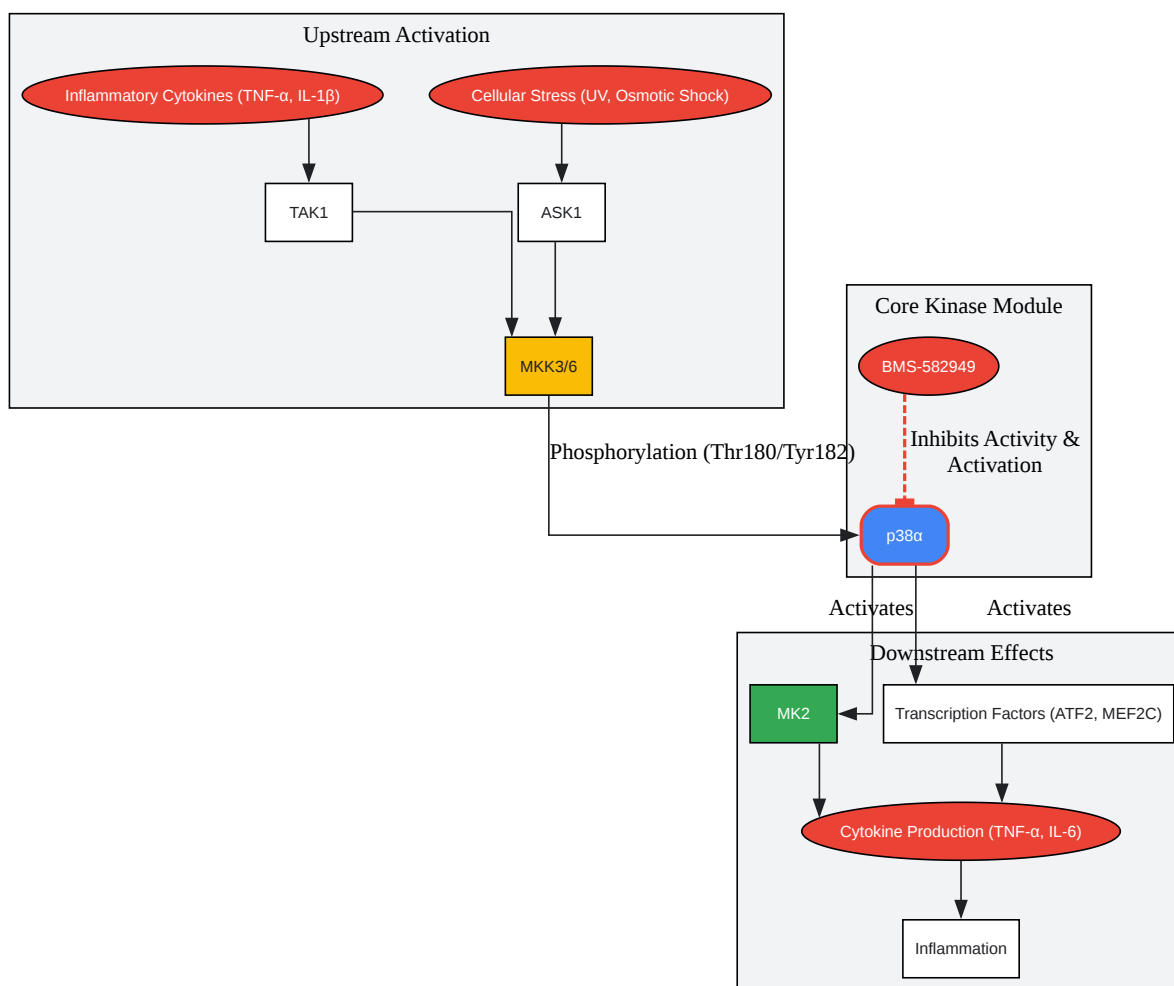 Upstream Activation
Inflammatory Cytokines (TNF-α, IL-1β)
Cellular Stress (UV, Osmotic Shock)
TAK1
ASK1
MKK3/6
Core Kinase Module
BMS-582949
Inhibits Activity &
Activation
Phosphorylation (Thr180/Tyr182)
p38α
Activates
Activates
Downstream Effects
MK2
Transcription Factors (ATF2, MEF2C)
Cytokine Production (TNF-α, IL-6)
Inflammation